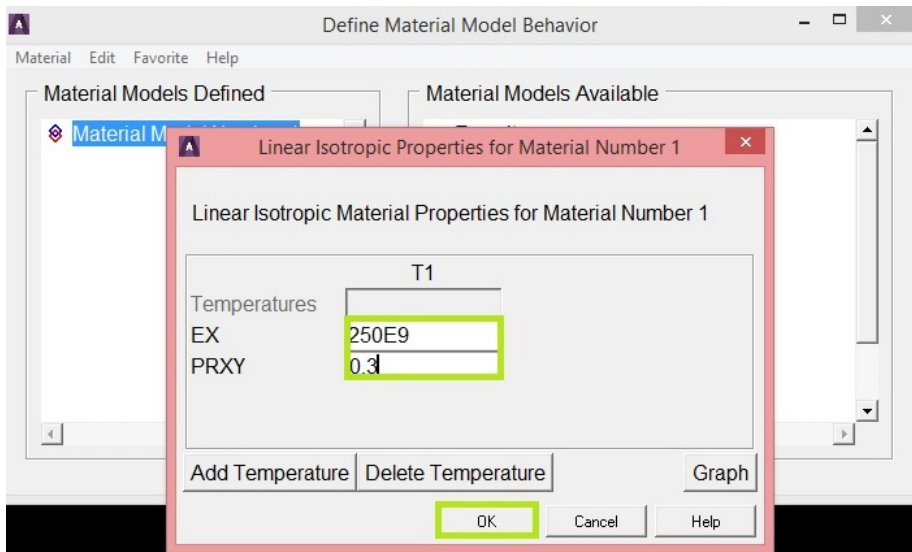 Define Material Model Behavior
Material Edit Favorite Help
Material Models Defined
Material Models Available
Material
Linear Isotropic Properties for Material Number 1
Linear Isotropic Material Properties for Material Number 1
T1
Temperatures
EX 250E9
PRXY 0.3
Add Temperature Delete Temperature Graph
OK Cancel Help